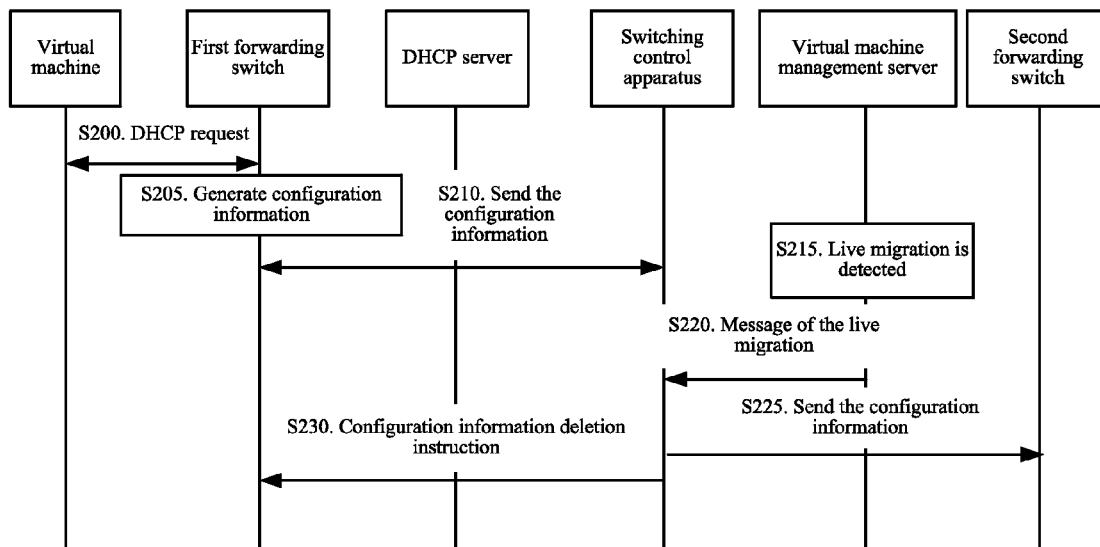 Virtual
machine
First forwarding
switch
DHCP server
Switching
control
apparatus
Virtual machine
management server
Second
forwarding
switch
S200. DHCP request
S205. Generate configuration
information
S210. Send the
configuration
information
S215. Live migration is
detected
S220. Message of the live
migration
S225. Send the configuration
information
S230. Configuration information deletion
instruction